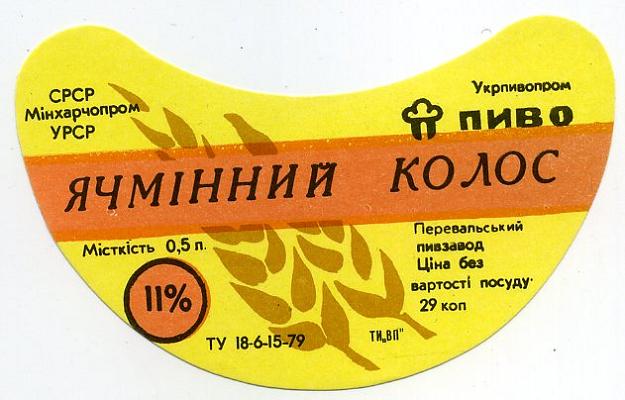 СРСР
Мінхарчопром
УРСР
Укрпивопром
ПИВО
ЯЧМІННИЙ КОЛОС
Місткість 0,5 л.
11%
ТУ 18-6-15-79
Перевальський
пивзавод
Ціна без
вартості посуду.
29 коп
ТИ „ВП"